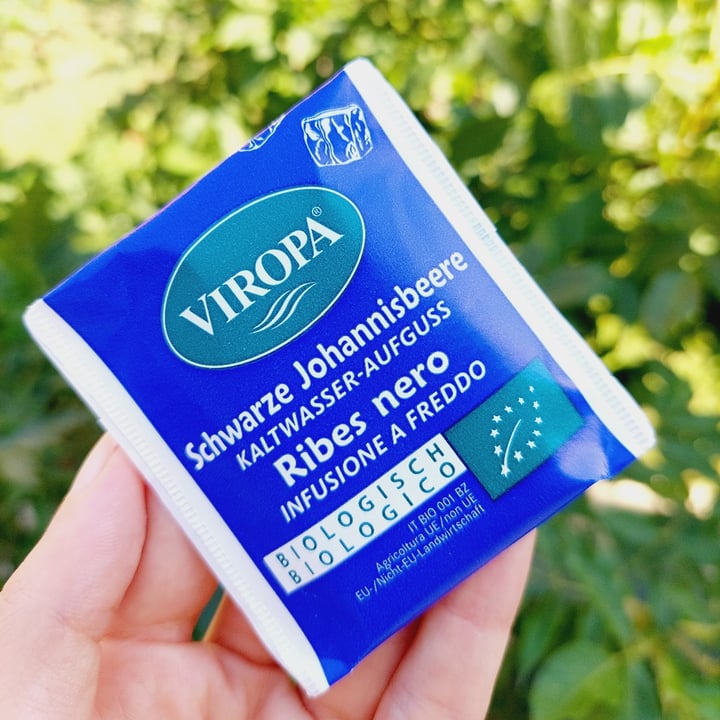 VIROPA®
Schwarze Johannisbeere
KALTWASSER-AUFGUSS
Ribes nero
INFUSIONE A FREDDO
BIOLOGISCH
BIOLOGICO
IT BIO 001 BZ
Agricoltura UE/non UE
EU-/Nicht-EU-Landwirtschaft